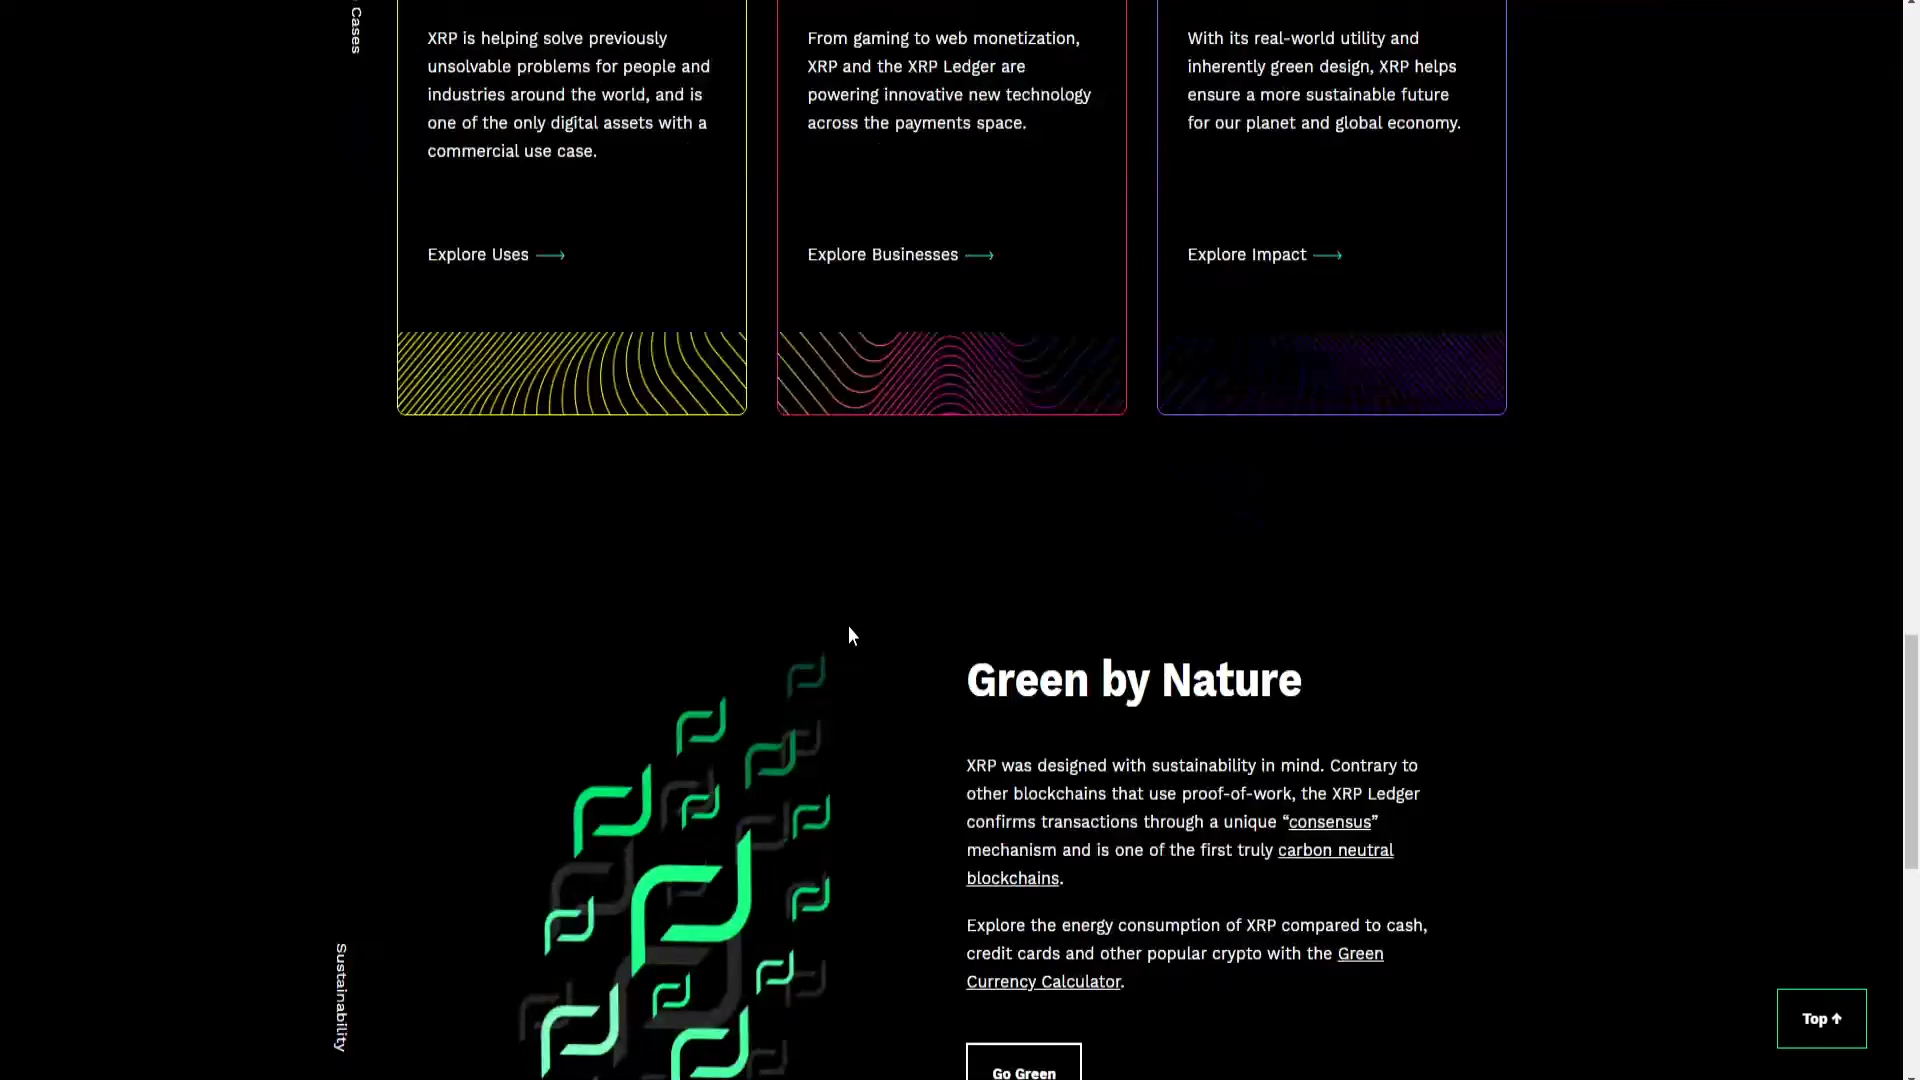 Cases
XRP is helping solve previously
unsolvable problems for people and
industries around the world, and is
one of the only digital assets with a
commercial use case.
Explore Uses
From gaming to web monetization,
XRP and the XRP Ledger are
powering innovative new technology
across the payments space.
Explore Businesses
With its real-world utility and
inherently green design, XRP helps
ensure a more sustainable future
for our planet and global economy.
Explore Impact
Sustainability
Green by Nature
XRP was designed with sustainability in mind. Contrary to
other blockchains that use proof-of-work, the XRP Ledger
confirms transactions through a unique “consensus”
mechanism and is one of the first truly carbon neutral
blockchains.
Explore the energy consumption of XRP compared to cash,
credit cards and other popular crypto with the Green
Currency Calculator.
Go Green
Top ↑